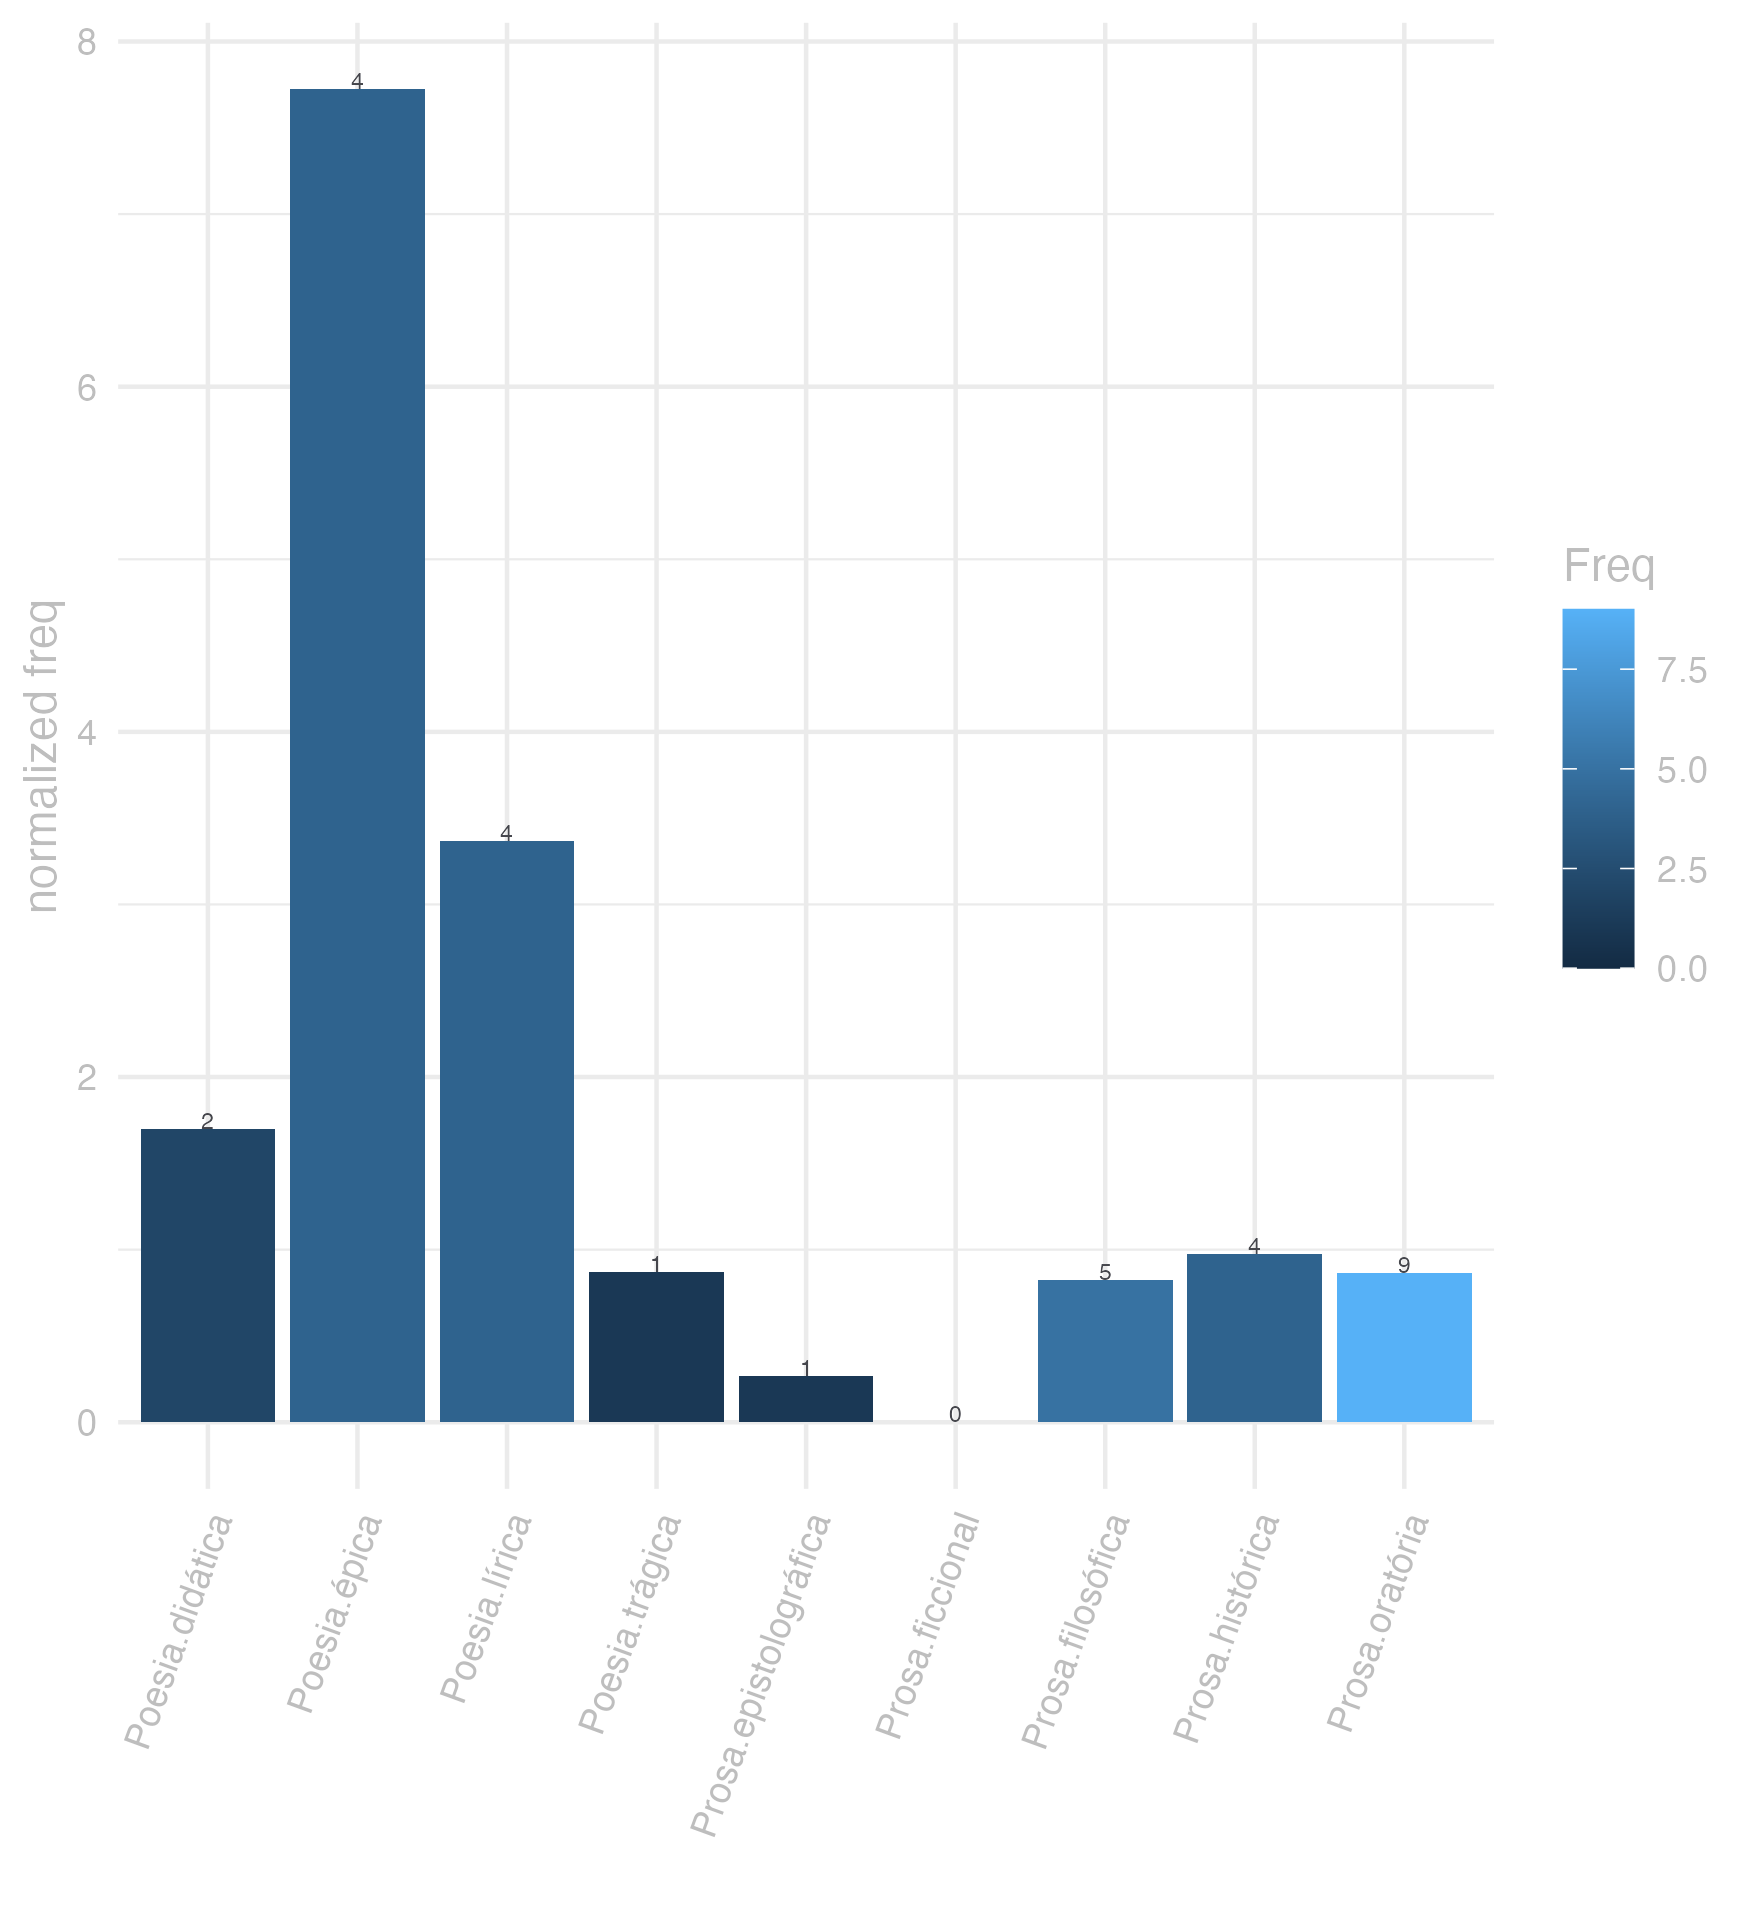 normalized freq
8
6
4
2
0
2
4
4
1
1
0
5
4
9
Poesia.didática
Poesia.épica
Poesia.lírica
Poesia.trágica
Prosa.epistolográfica
Prosa.ficcional
Prosa.filosófica
Prosa.histórica
Prosa.oratória
Freq
7.5
5.0
2.5
0.0